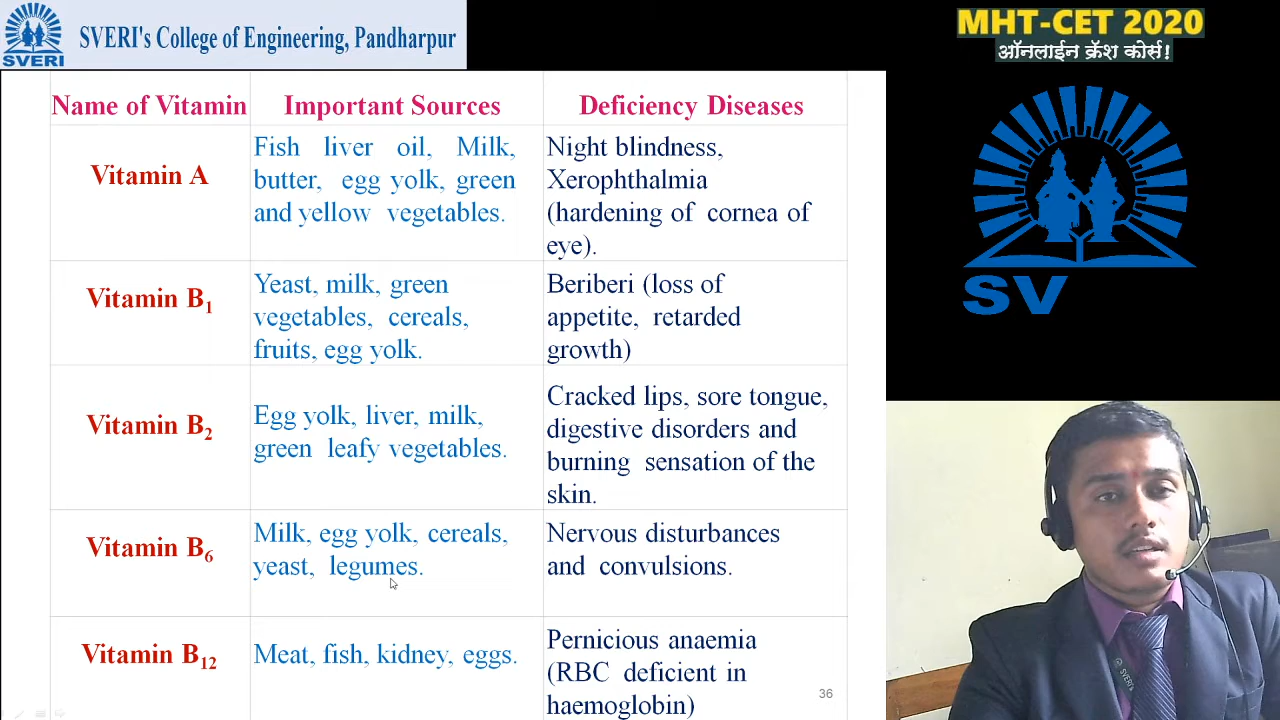 SVERI
SVERI's College of Engineering, Pandharpur
MHT-CET 2020
ऑनलाईन क्रॅश कोर्स!
Name of Vitamin
Important Sources
Deficiency Diseases
Vitamin A
Fish liver oil, Milk,
butter, egg yolk, green
and yellow vegetables.
Night blindness,
Xerophthalmia
(hardening of cornea of
eye).
Vitamin B1
Yeast, milk, green
vegetables, cereals,
fruits, egg yolk.
Beriberi (loss of
appetite, retarded
growth)
Vitamin B2
Egg yolk, liver, milk,
green leafy vegetables.
Cracked lips, sore tongue,
digestive disorders and
burning sensation of the
skin.
Vitamin B6
Milk, egg yolk, cereals,
yeast, legumes.
Nervous disturbances
and convulsions.
Vitamin B12
Meat, fish, kidney, eggs.
Pernicious anaemia
(RBC deficient in
haemoglobin)
36
SV
SVERI